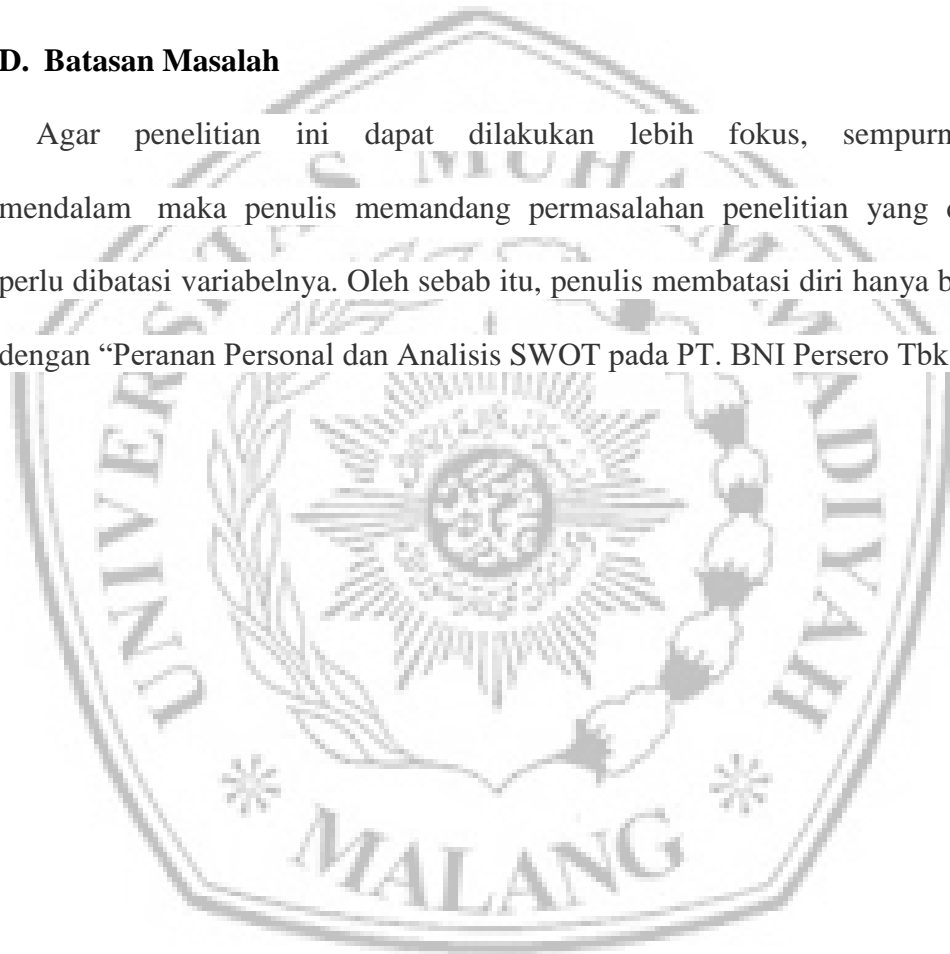 D. Batasan Masalah
Agar penelitian ini dapat dilakukan lebih fokus,
mendalam maka penulis memandang permasalahan penelitian yang
perlu dibatasi variabelnya. Oleh sebab itu, penulis membatasi diri hanya
dengan “Peranan Personal dan Analisis SWOT pada PT. BNI Persero Tbk
UNIVERSITAS MUHAMMADIYAH
MALANG